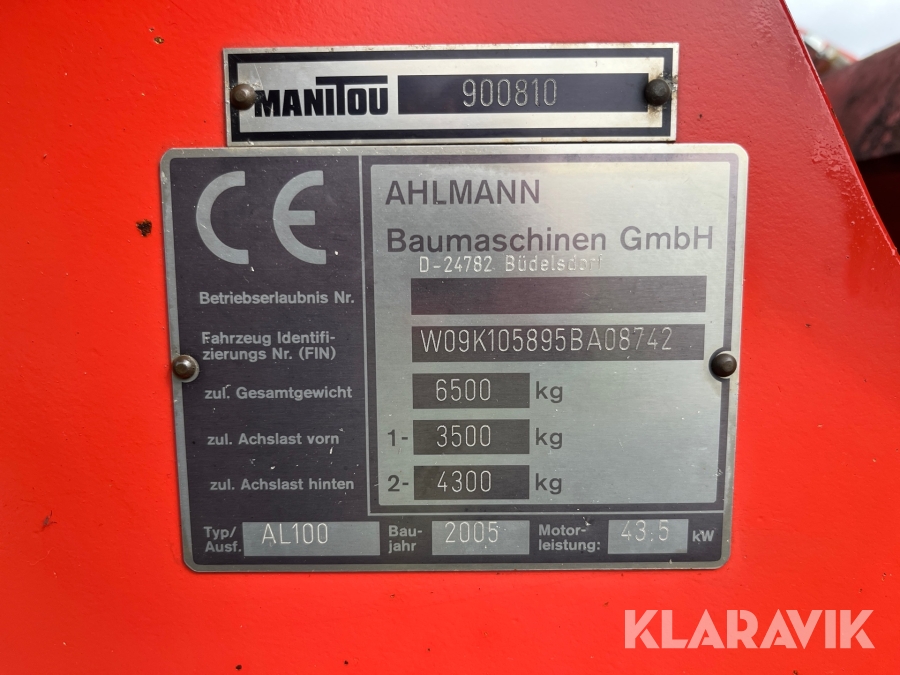 MANITOU 900810
CE
AHLMANN
Baumaschinen GmbH
D-24782 Büdelsdorf
Betriebserlaubnis Nr.
Fahrzeug Identifi-
zierungs Nr. (FIN) W09K105895BA08742
zul. Gesamtgewicht 6500 kg
zul. Achslast vorn 1- 3500 kg
zul. Achslast hinten 2- 4300 kg
Typ/
Ausf. AL100 Bau-
jahr 2005 Motor-
leistung: 43.5 kW
KLARAVIK